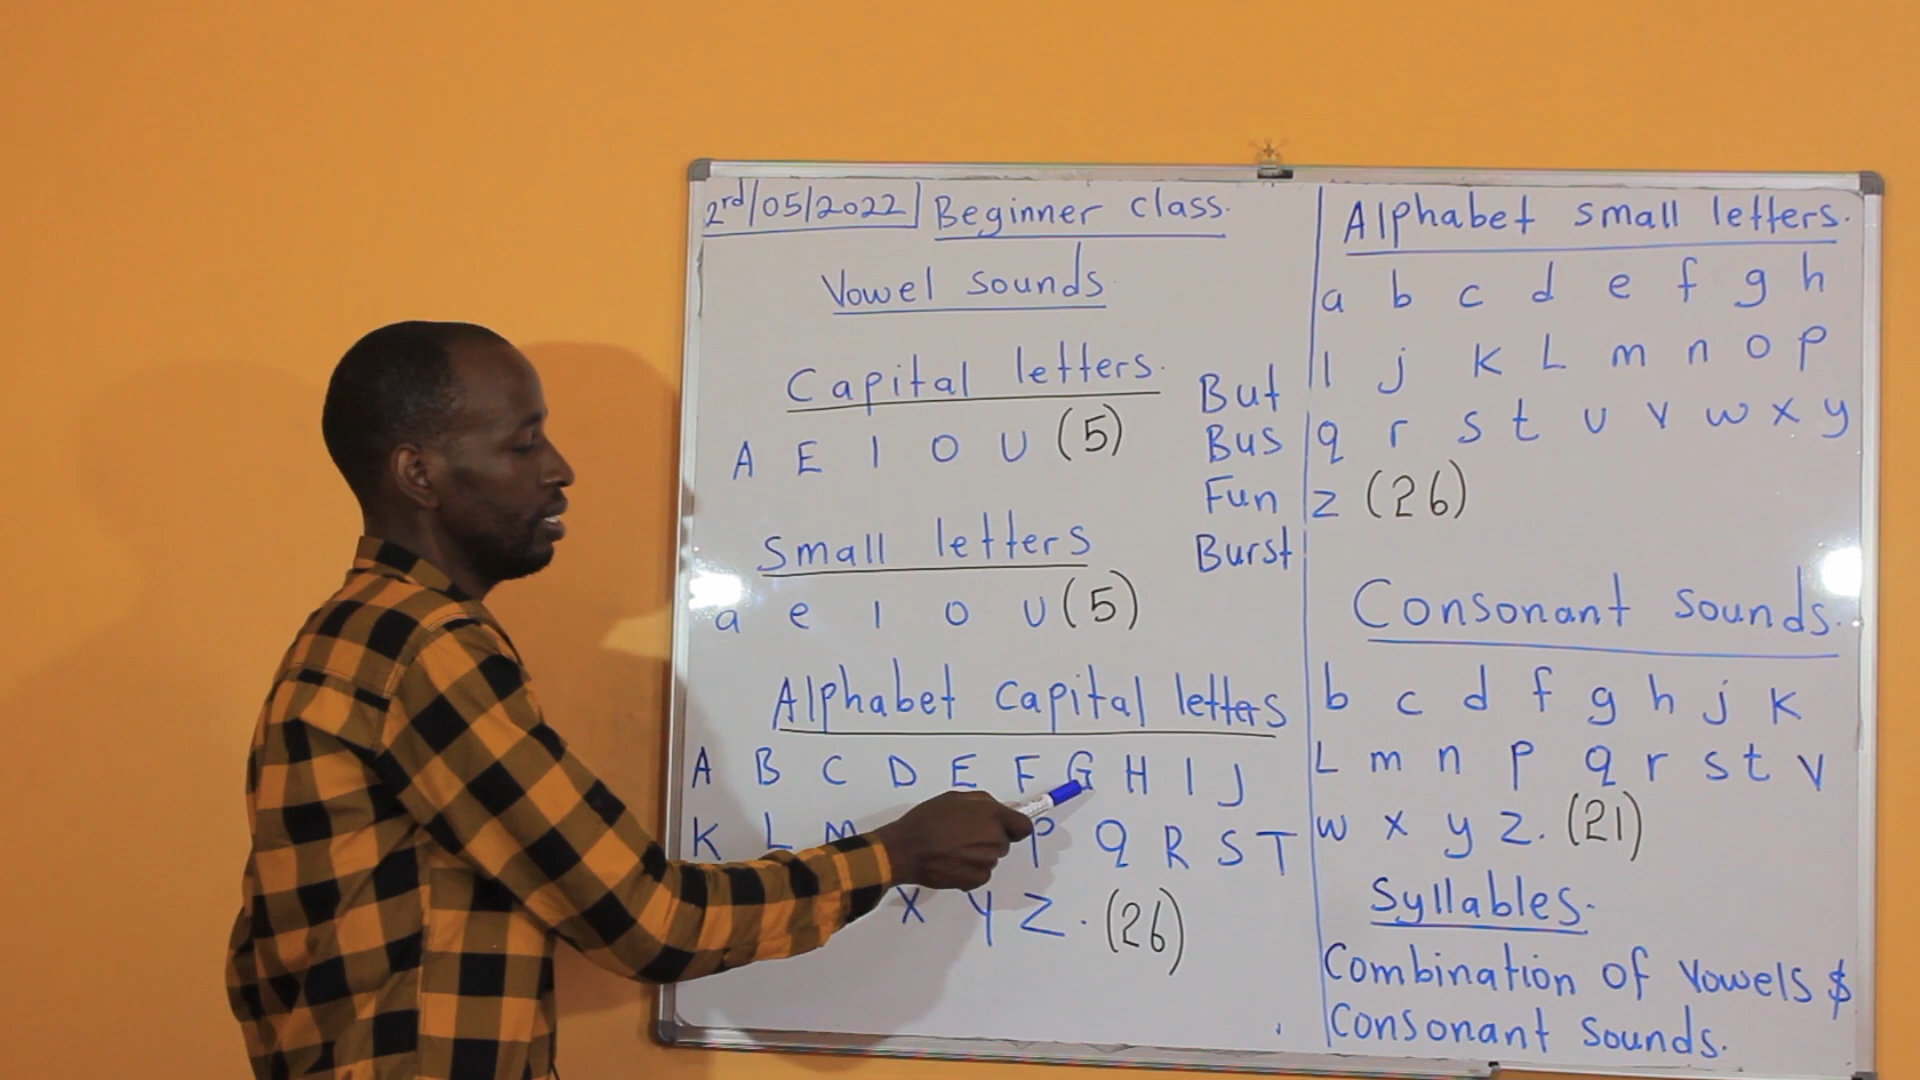 2rd/05/2022 Beginner class.
Vowel sounds
Capital letters.
A E I O U (5)
Small letters
a e I o U (5)
But
Bus
Fun
Burst
Alphabet capital letters
A B C D E F G H I J
K L M P Q R S T
X Y Z. (26)
Alphabet small letters.
a b c d e f g h
I j k L m n o p
q r s t u v w x y
z (26)
Consonant sounds.
b c d f g h j k
L m n p q r s t v
w x y z. (21)
Syllables.
Combination of vowels $
Consonant sounds.